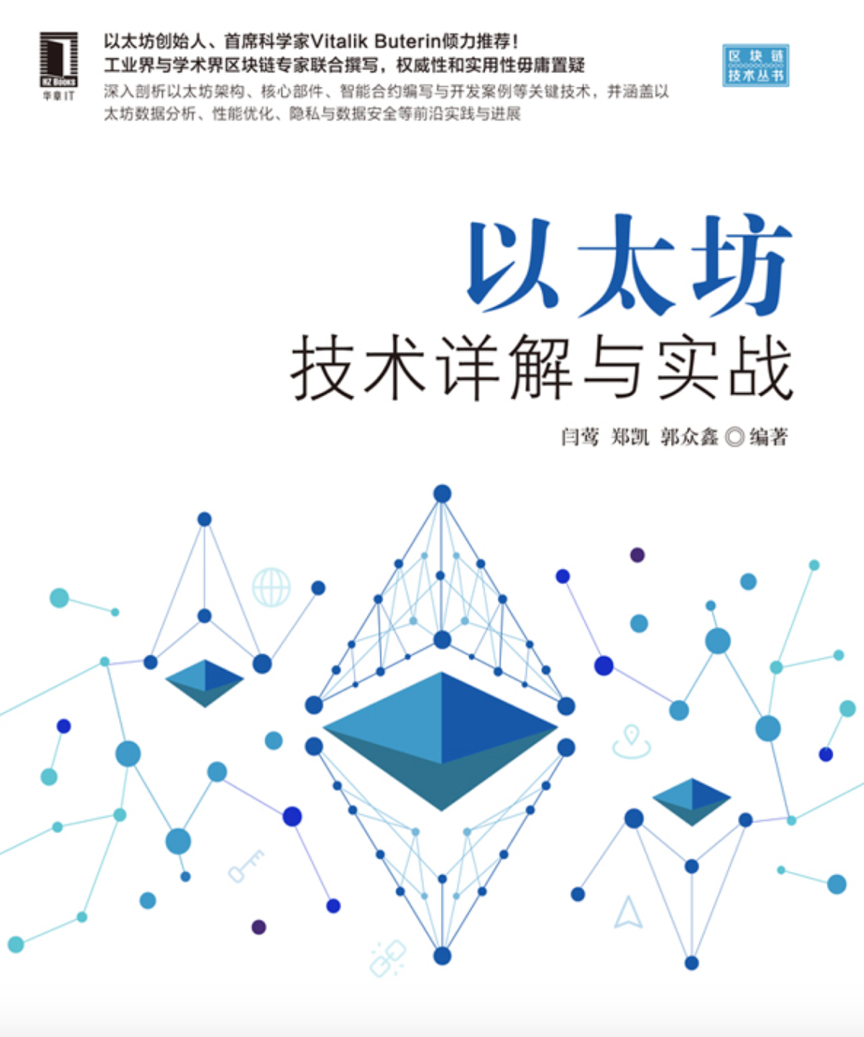 以太坊创始人、首席科学家Vitalik Buterin倾力推荐！
工业界与学术界区块链专家联合撰写，权威性和实用性毋庸置疑
深入剖析以太坊架构、核心部件、智能合约编写与开发案例等关键技术，并涵盖以
太坊数据分析、性能优化、隐私与数据安全等前沿实践与进展
HZ Books
华章IT
区块链
技术丛书
以太坊
技术详解与实战
闫莺 郑凯 郭众鑫◎编著